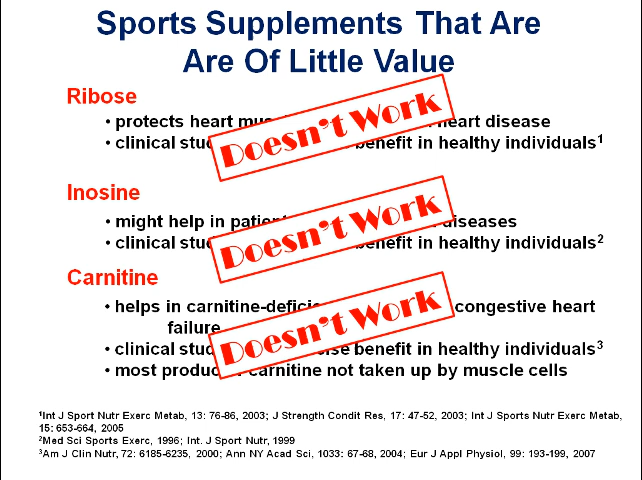 Sports Supplements That Are
Are Of Little Value
Ribose
• protects heart mus heart disease
• clinical stud benefit in healthy individuals1
Doesn't Work
Inosine
• might help in patien diseases
• clinical stud benefit in healthy individuals2
Doesn't Work
Carnitine
• helps in carnitine-defici congestive heart
failure
• clinical stud benefit in healthy individuals3
• most produc carnitine not taken up by muscle cells
Doesn't Work
1Int J Sport Nutr Exerc Metab, 13: 76-86, 2003; J Strength Condit Res, 17: 47-52, 2003; Int J Sports Nutr Exerc Metab,
15: 653-664, 2005
2Med Sci Sports Exerc, 1996; Int. J Sport Nutr, 1999
3Am J Clin Nutr, 72: 6185-6235, 2000; Ann NY Acad Sci, 1033: 67-68, 2004; Eur J Appl Physiol, 99: 193-199, 2007